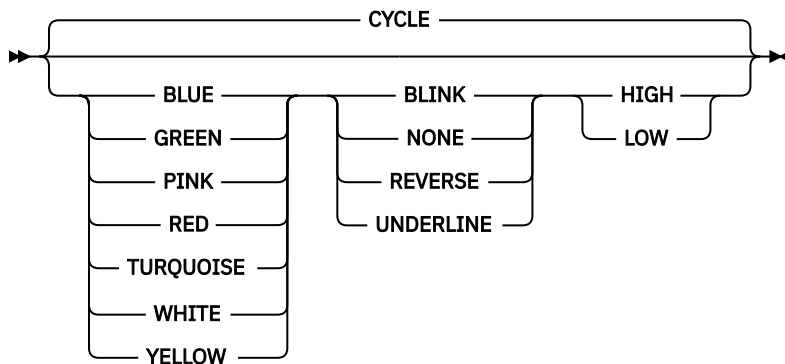 CYCLE
BLUE BLINK HIGH
GREEN NONE LOW
PINK REVERSE
RED UNDERLINE
TURQUOISE
WHITE
YELLOW